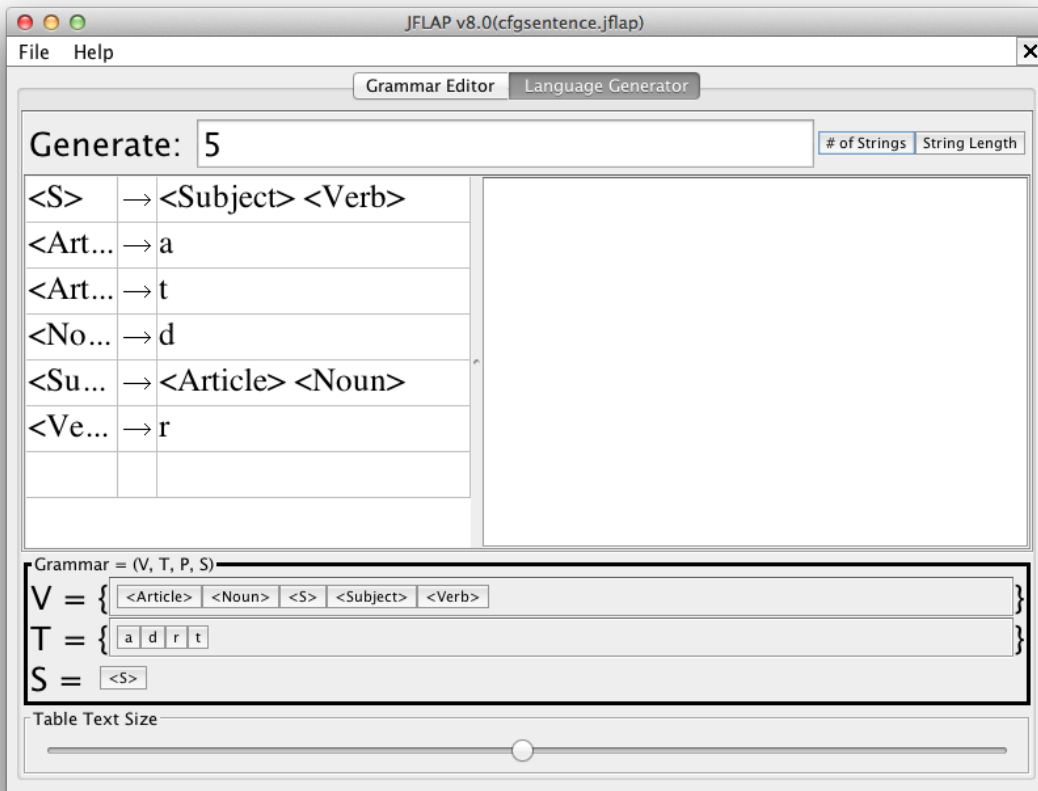 JFLAP v8.0(cfgsentence.jflap)
File Help
Grammar Editor Language Generator
Generate: 5 # of Strings String Length
<S> → <Subject> <Verb>
<Art... → a
<Art... → t
<No... → d
<Su... → <Article> <Noun>
<Ve... → r
Grammar = (V, T, P, S)
V = { <Article> <Noun> <S> <Subject> <Verb> }
T = { a d r t }
S = <S>
Table Text Size